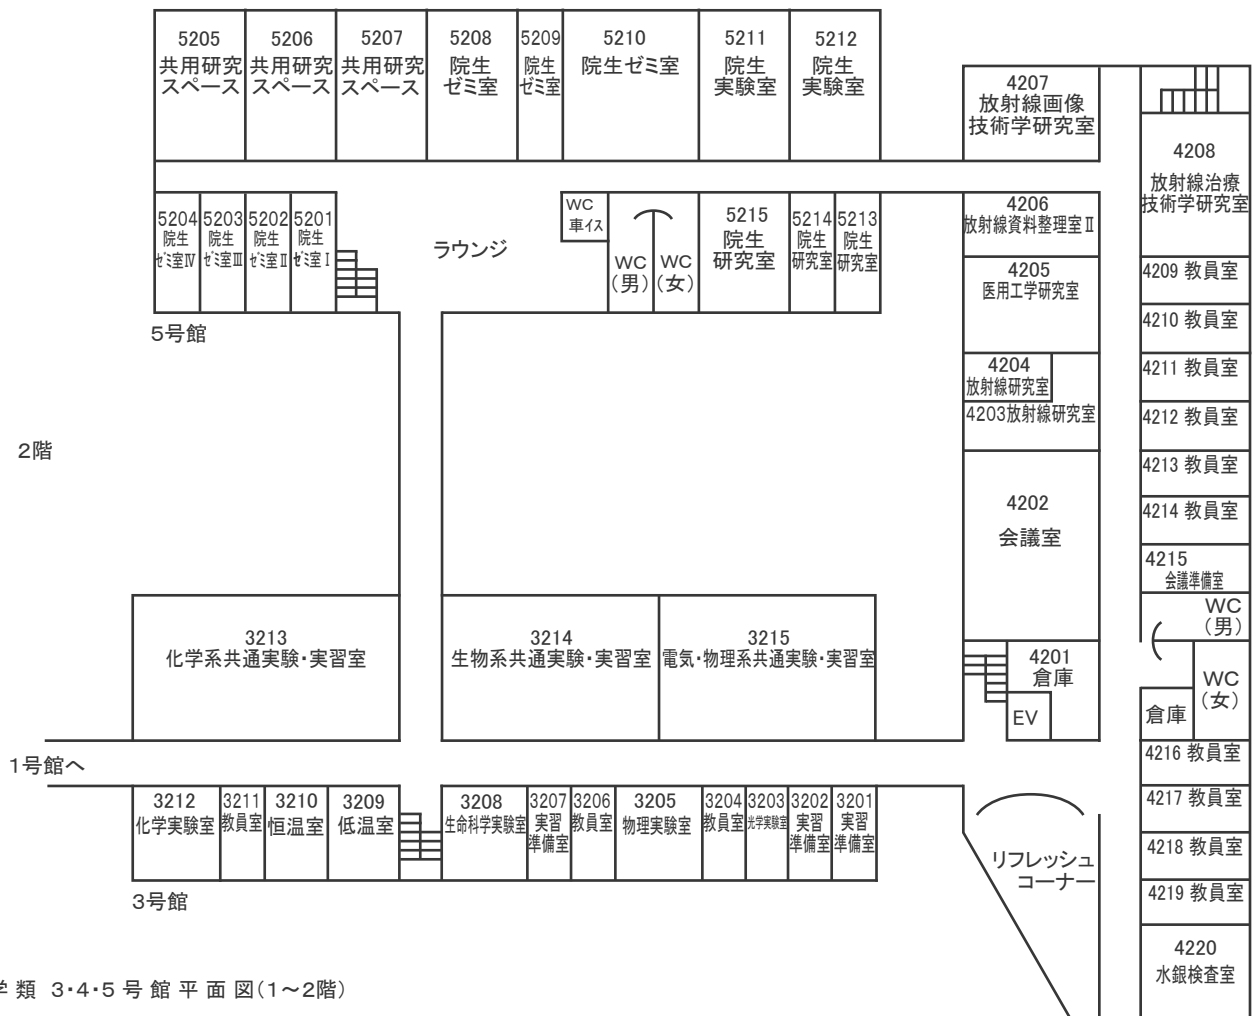 5205
共用研究
スペース
5206
共用研究
スペース
5207
共用研究
スペース
5208
院生
ゼミ室
5209
院生
ゼミ室
5210
院生ゼミ室
5211
院生
実験室
5212
院生
実験室
4207
放射線画像
技術学研究室
4208
放射線治療
技術学研究室
5204
院生
ゼミ室Ⅳ
5203
院生
ゼミ室Ⅲ
5202
院生
ゼミ室Ⅱ
5201
院生
ゼミ室Ⅰ
ラウンジ
WC
車イス
WC
(男)
WC
(女)
5215
院生
研究室
5214
院生
研究室
5213
院生
研究室
4206
放射線資料整理室Ⅱ
4205
医用工学研究室
4204
放射線研究室
4203放射線研究室
4209 教員室
4210 教員室
4211 教員室
4212 教員室
4213 教員室
4214 教員室
4215
会議準備室
5号館
2階
4202
会議室
WC
(男)
WC
(女)
倉庫
4201
倉庫
EV
3213
化学系共通実験・実習室
3214
生物系共通実験・実習室
3215
電気・物理系共通実験・実習室
1号館へ
3212
化学実験室
3211
教員室
3210
恒温室
3209
低温室
3208
生命科学実験室
3207
実習
準備室
3206
教員室
3205
物理実験室
3204
教員室
3203
光学実験室
3202
実習
準備室
3201
実習
準備室
リフレッシュ
コーナー
4216 教員室
4217 教員室
4218 教員室
4219 教員室
4220
水銀検査室
3号館
類 3・4・5号館平面図(1～2階)